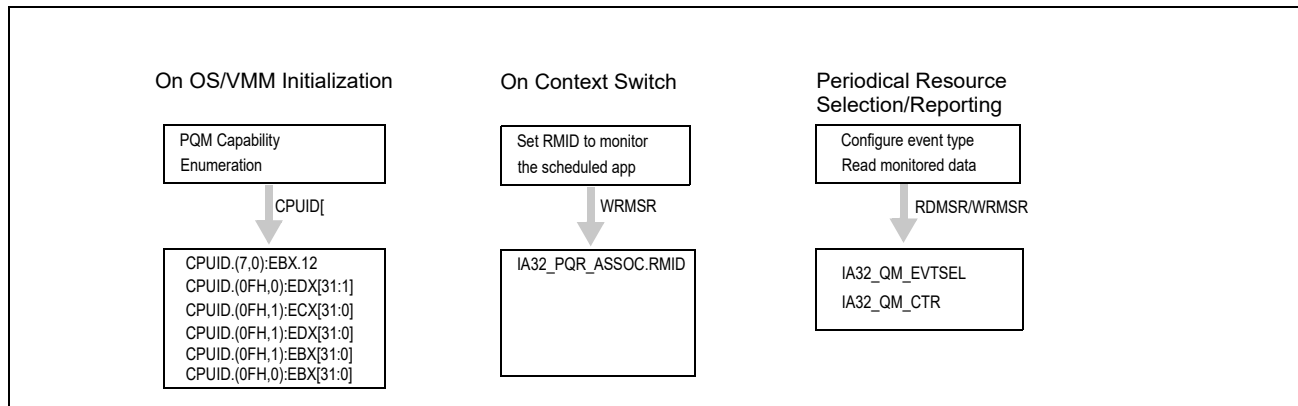 On OS/VMM Initialization
PQM Capability
Enumeration
CPUID[
CPUID.(7,0):EBX.12
CPUID.(0FH,0):EDX[31:1]
CPUID.(0FH,1):ECX[31:0]
CPUID.(0FH,1):EDX[31:0]
CPUID.(0FH,1):EBX[31:0]
CPUID.(0FH,0):EBX[31:0]
On Context Switch
Set RMID to monitor
the scheduled app
WRMSR
IA32_PQR_ASSOC.RMID
Periodical Resource
Selection/Reporting
Configure event type
Read monitored data
RDMSR/WRMSR
IA32_QM_EVTSEL
IA32_QM_CTR